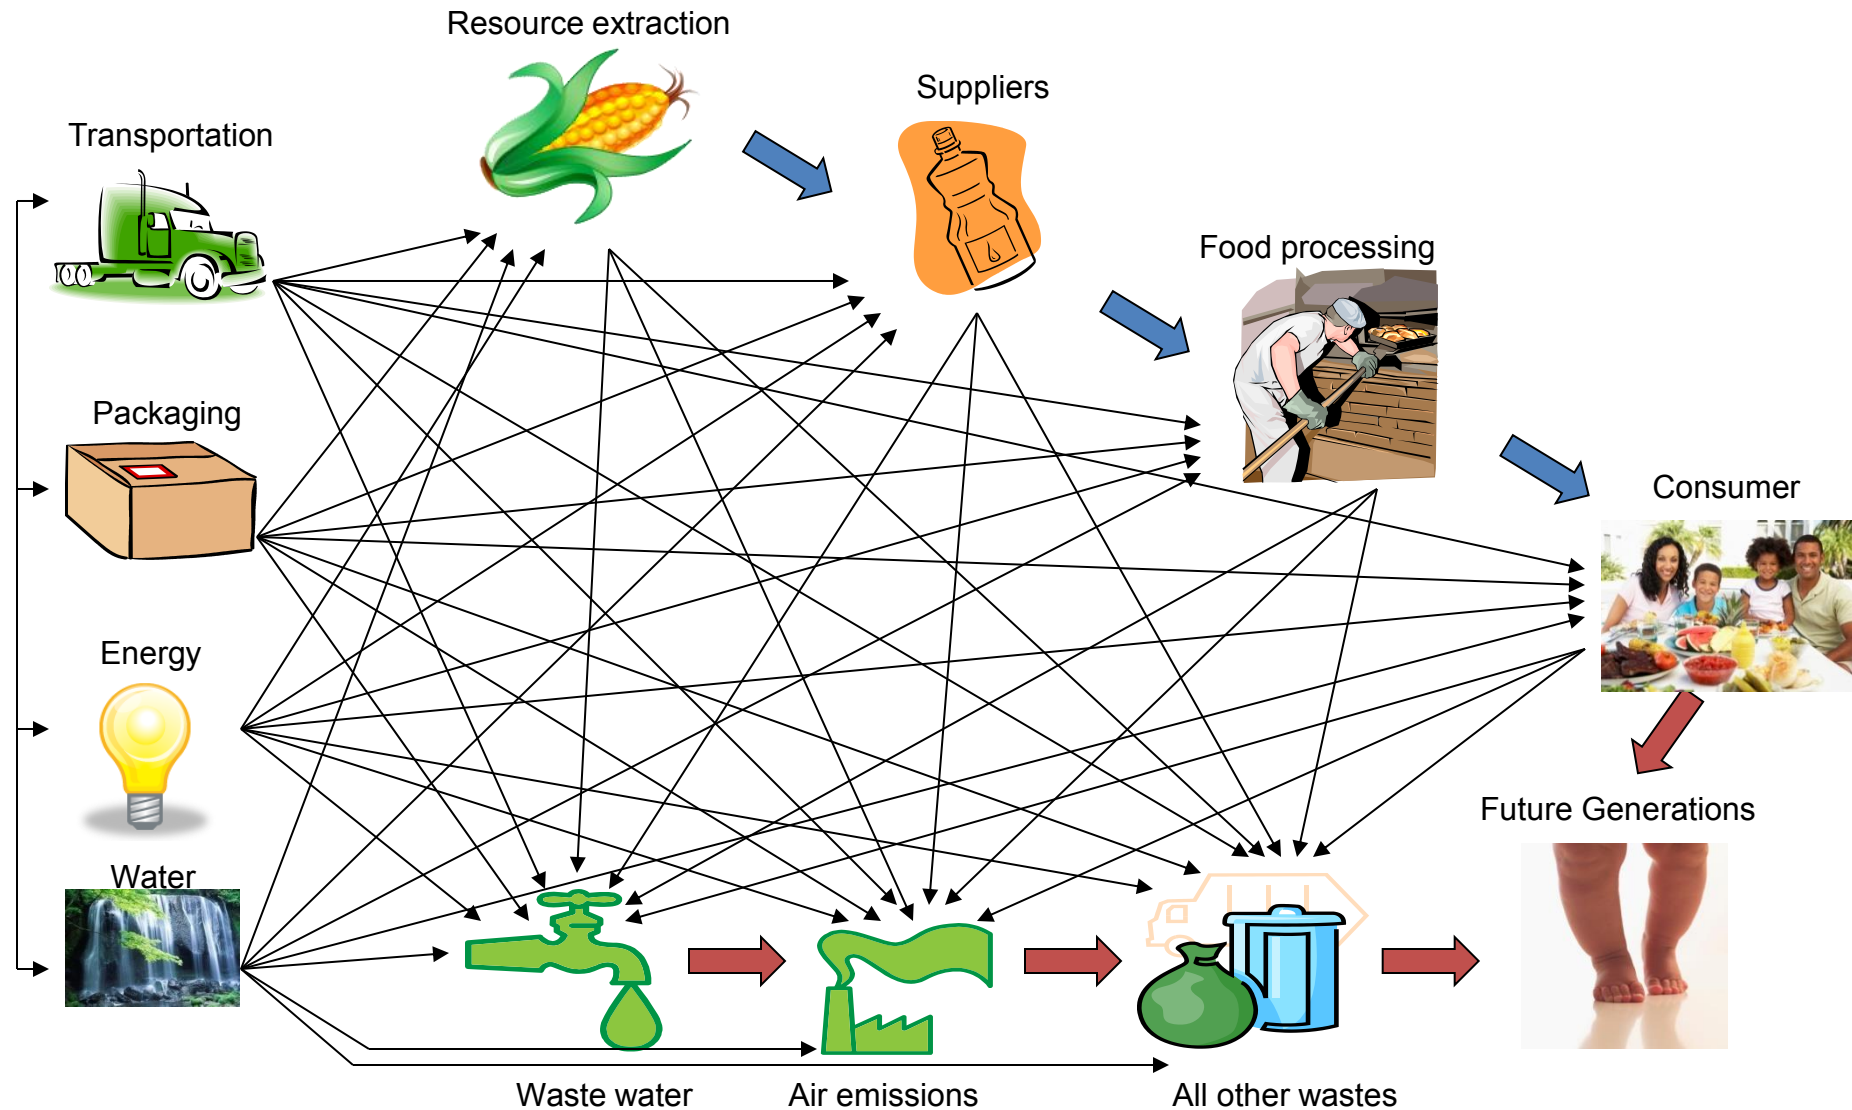 Resource extraction
Suppliers
Transportation
Food processing
Packaging
Consumer
Energy
Future Generations
Water
Waste water
Air emissions
All other wastes